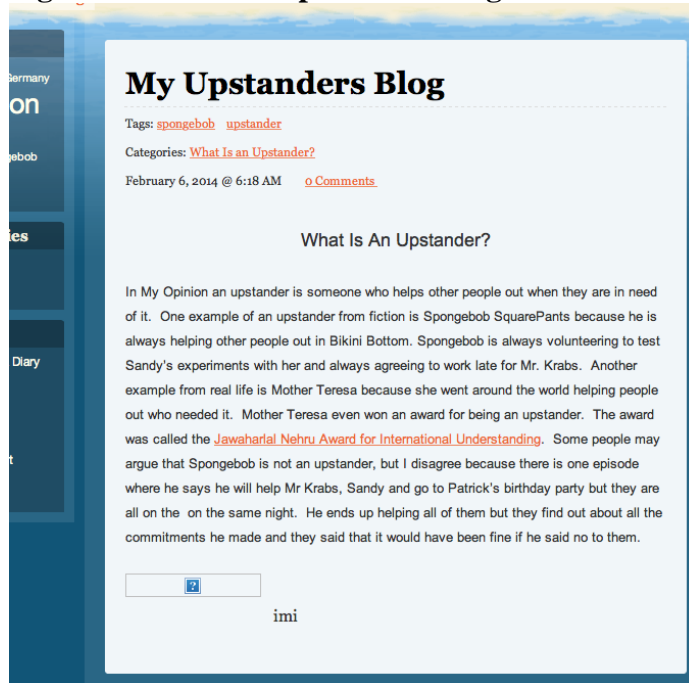 Germany
on
gebob
ies
Diary
t
My Upstanders Blog
Tags: spongebob upstander
Categories: What Is an Upstander?
February 6, 2014 @ 6:18 AM 0 Comments
What Is An Upstander?
In My Opinion an upstander is someone who helps other people out when they are in need
of it. One example of an upstander from fiction is Spongebob SquarePants because he is
always helping other people out in Bikini Bottom. Spongebob is always volunteering to test
Sandy's experiments with her and always agreeing to work late for Mr. Krabs. Another
example from real life is Mother Teresa because she went around the world helping people
out who needed it. Mother Teresa even won an award for being an upstander. The award
was called the Jawaharlal Nehru Award for International Understanding. Some people may
argue that Spongebob is not an upstander, but I disagree because there is one episode
where he says he will help Mr Krabs, Sandy and go to Patrick's birthday party but they are
all on the on the same night. He ends up helping all of them but they find out about all the
commitments he made and they said that it would have been fine if he said no to them.
?
imi